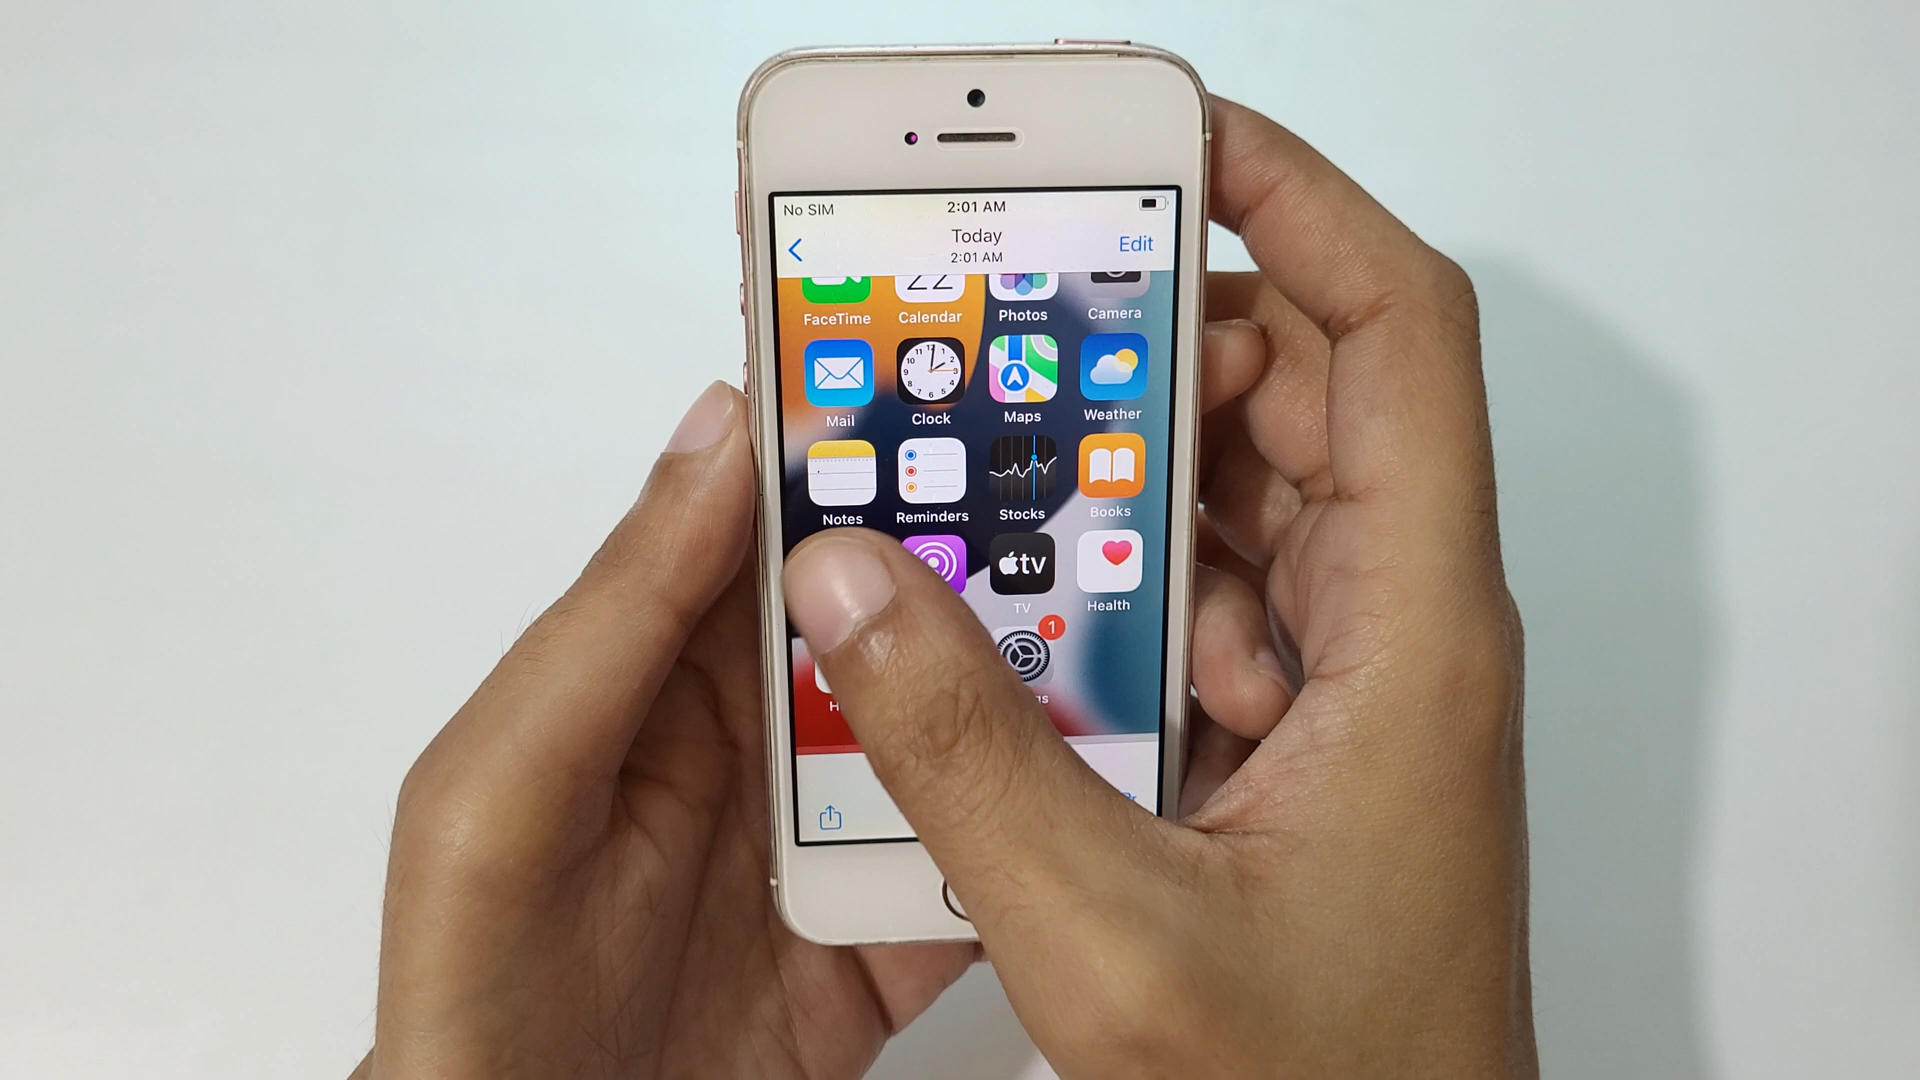 No SIM 2:01 AM
Today
2:01 AM
Edit
FaceTime Calendar Photos Camera
Mail Clock Maps Weather
Notes Reminders Stocks Books
tv
TV Health
1